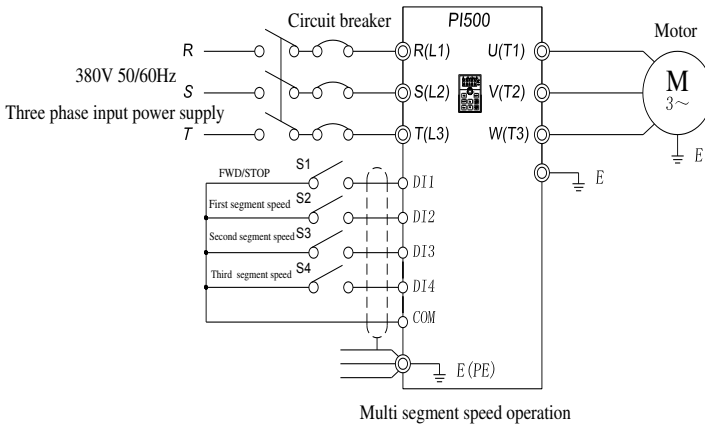 Circuit breaker
PI500
Motor
R
R(L1)
U(T1)
380V 50/60Hz
S
S(L2)
V(T2)
M
3~
Three phase input power supply
T
T(L3)
W(T3)
E
E
FWD/STOP
S1
DI1
First segment speed
S2
DI2
Second segment speed
S3
DI3
Third segment speed
S4
DI4
COM
E(PE)
Multi segment speed operation